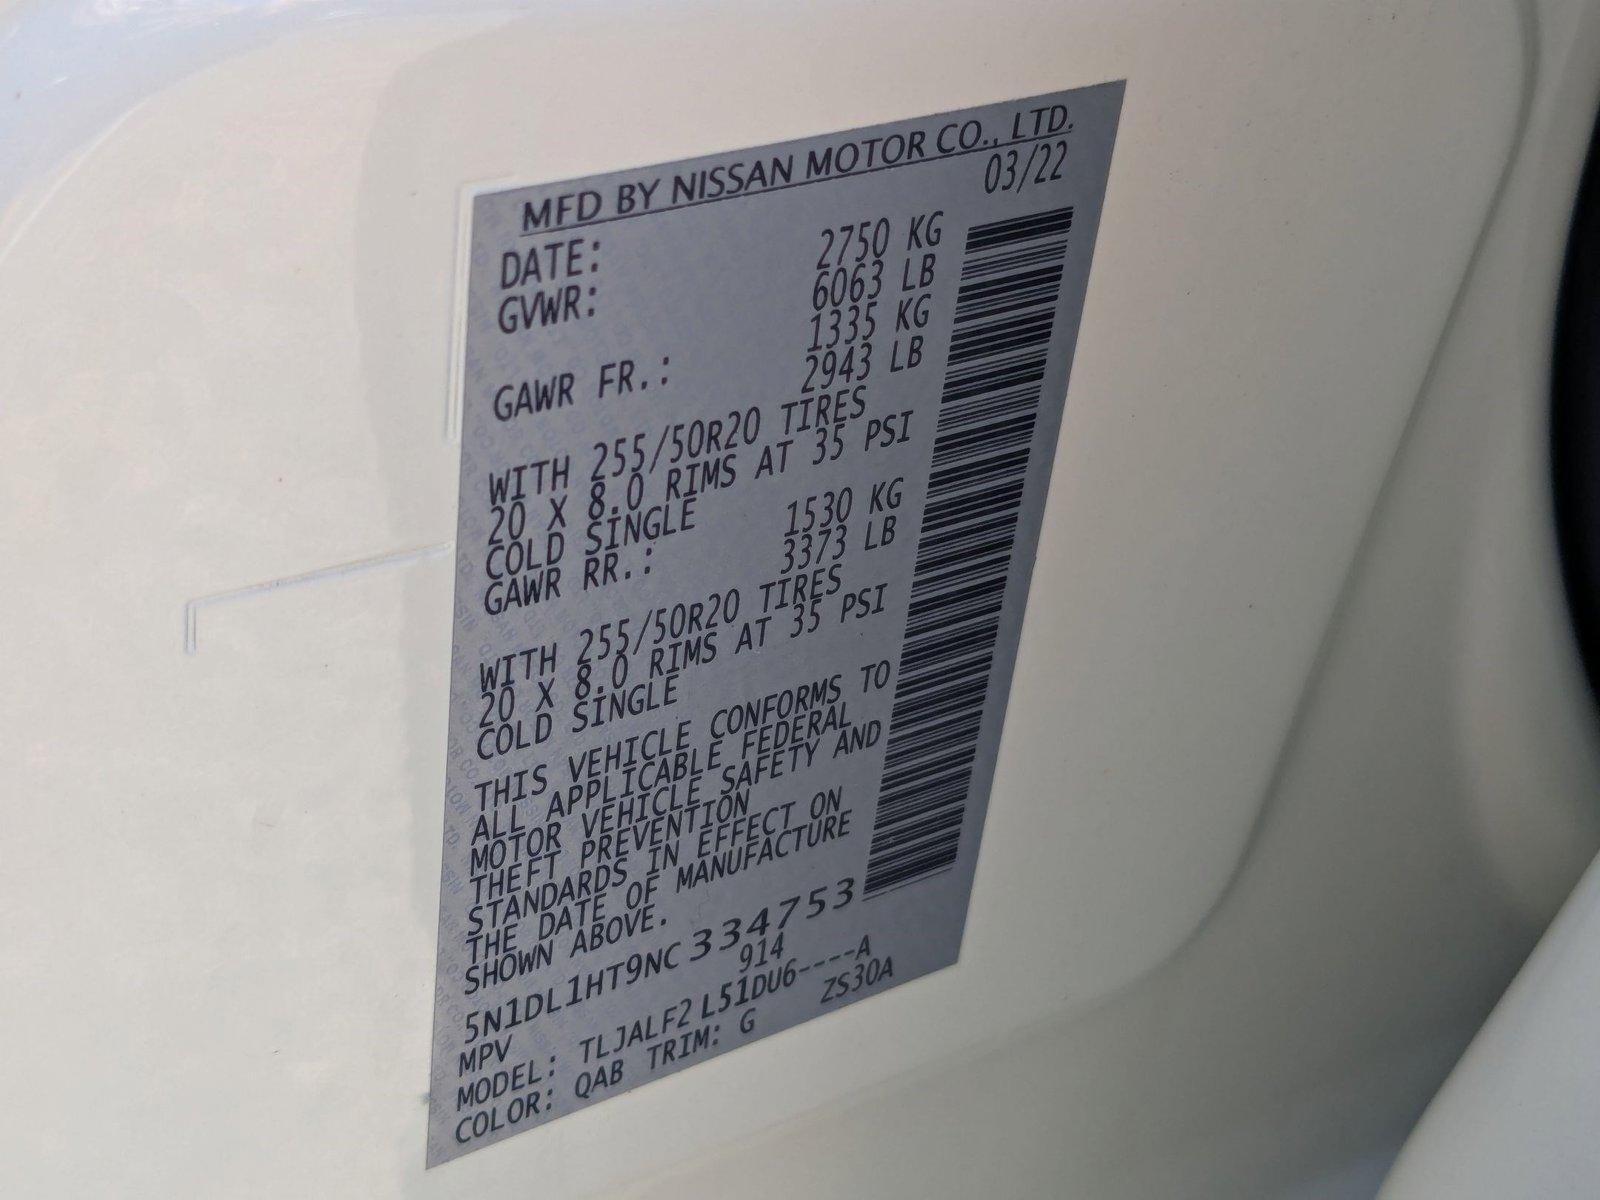 MFD BY NISSAN MOTOR CO., LTD.
DATE: 03/22
GVWR: 2750 KG
6063 LB
GAWR FR.: 1335 KG
2943 LB
WITH 255/50R20 TIRES
20 X 8.0 RIMS AT 35 PSI
COLD SINGLE
GAWR RR.: 1530 KG
3373 LB
WITH 255/50R20 TIRES
20 X 8.0 RIMS AT 35 PSI
COLD SINGLE
THIS VEHICLE CONFORMS TO
ALL APPLICABLE FEDERAL
MOTOR VEHICLE SAFETY AND
THEFT PREVENTION
STANDARDS IN EFFECT ON
THE DATE OF MANUFACTURE
SHOWN ABOVE.
5N1DL1HT9NC334753
MPV 914
MODEL: TLJALF2 L51DU6----A
COLOR: QAB TRIM: G ZS30A